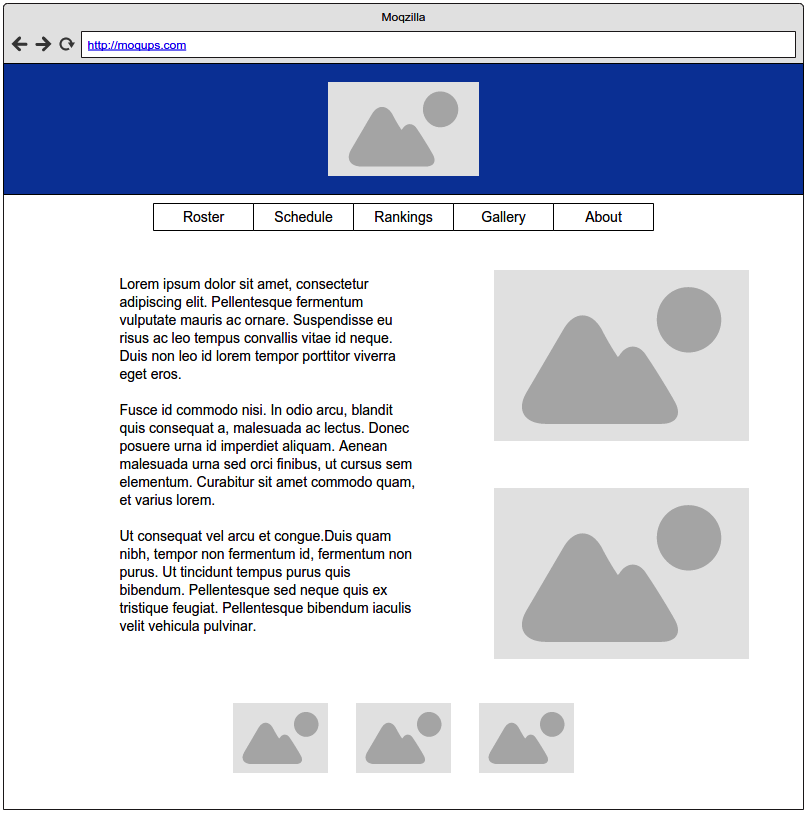 Moqzilla
http://moqups.com
Roster Schedule Rankings Gallery About
Lorem ipsum dolor sit amet, consectetur
adipiscing elit. Pellentesque fermentum
vulputate mauris ac ornare. Suspendisse eu
risus ac leo tempus convallis vitae id neque.
Duis non leo id lorem tempor porttitor viverra
eget eros.
Fusce id commodo nisi. In odio arcu, blandit
quis consequat a, malesuada ac lectus. Donec
posuere urna id imperdiet aliquam. Aenean
malesuada urna sed orci finibus, ut cursus sem
elementum. Curabitur sit amet commodo quam,
et varius lorem.
Ut consequat vel arcu et congue.Duis quam
nibh, tempor non fermentum id, fermentum non
purus. Ut tincidunt tempus purus quis
bibendum. Pellentesque sed neque quis ex
tristique feugiat. Pellentesque bibendum iaculis
velit vehicula pulvinar.